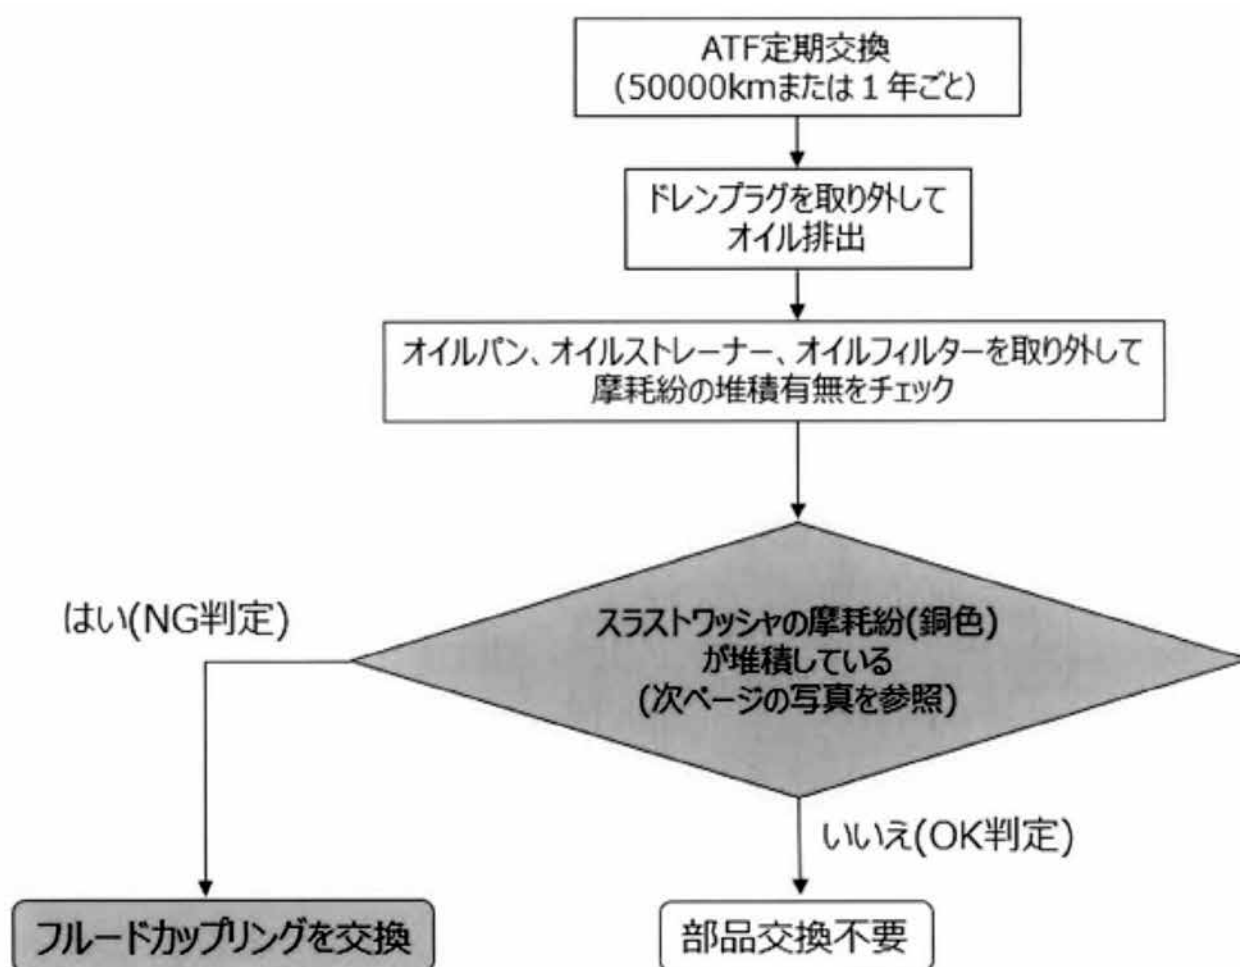 ATF定期交換
(50000kmまたは１年ごと)
ドレンプラグを取り外して
オイル排出
オイルパン、オイルストレーナー、オイルフィルターを取り外して
摩耗紛の堆積有無をチェック
スラストワッシャの摩耗紛(銅色)
が堆積している
(次ページの写真を参照)
はい(NG判定)
いいえ(OK判定)
フルードカップリングを交換
部品交換不要